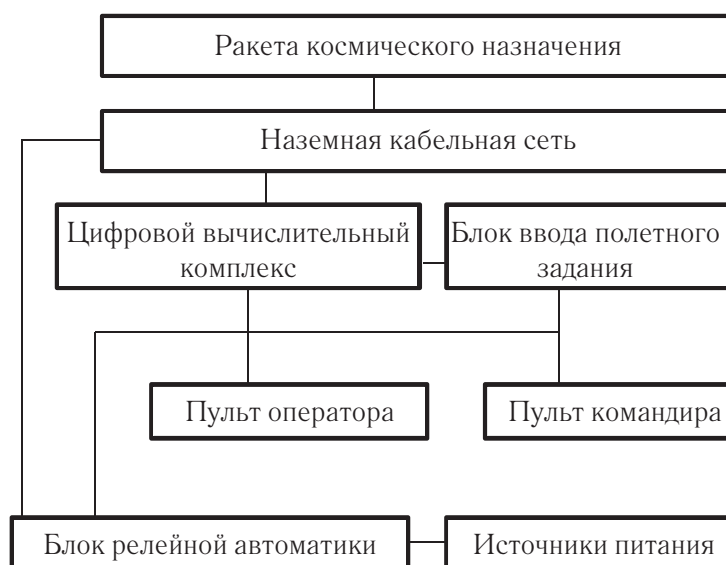 Ракета космического назначения
Наземная кабельная сеть
Цифровой вычислительный
комплекс
Блок ввода полетного
задания
Пульт оператора
Пульт командира
Блок релейной автоматики
Источники питания